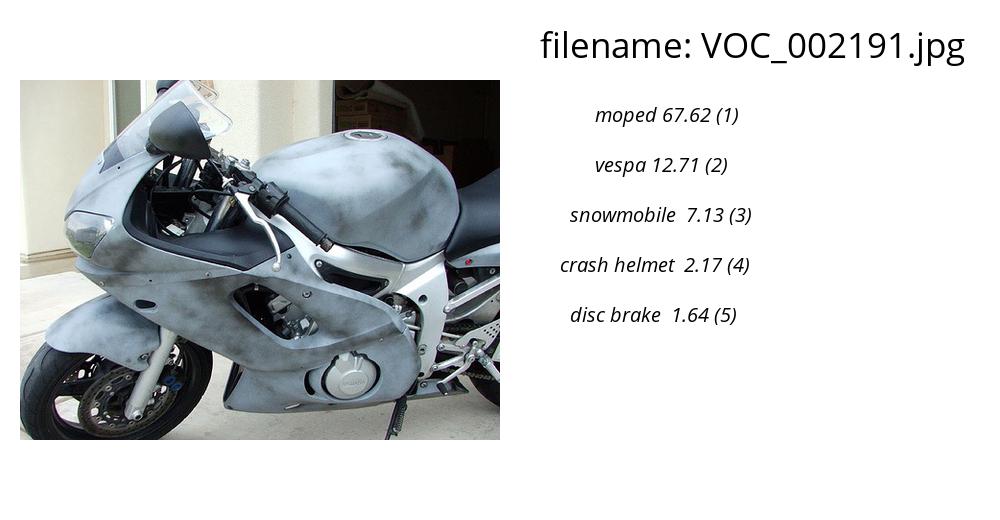 filename: VOC_002191.jpg
moped 67.62 (1)
vespa 12.71 (2)
snowmobile 7.13 (3)
crash helmet 2.17 (4)
disc brake 1.64 (5)